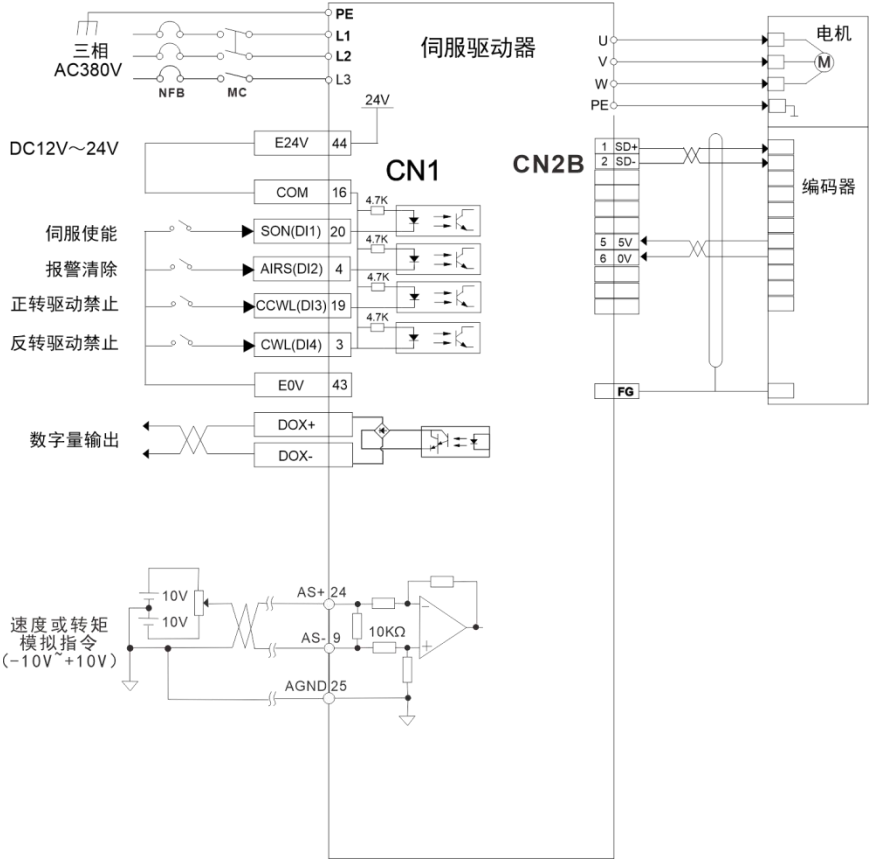 PE
L1
L2
L3
三相
AC380V
NFB
MC
伺服驱动器
U
V
W
PE
电机
M
24V
DC12V～24V
E24V 44
COM 16
CN1
CN2B
1 SD+
2 SD-
编码器
4.7K
伺服使能
SON(DI1) 20
4.7K
5 5V
6 0V
报警清除
AIRS(DI2) 4
4.7K
正转驱动禁止
CCWL(DI3) 19
4.7K
反转驱动禁止
CWL(DI4) 3
E0V 43
FG
数字量输出
DOX+
DOX-
10V
10V
AS+ 24
速度或转矩
模拟指令
(-10V~+10V)
AS- 9
10KΩ
AGND 25
−
+